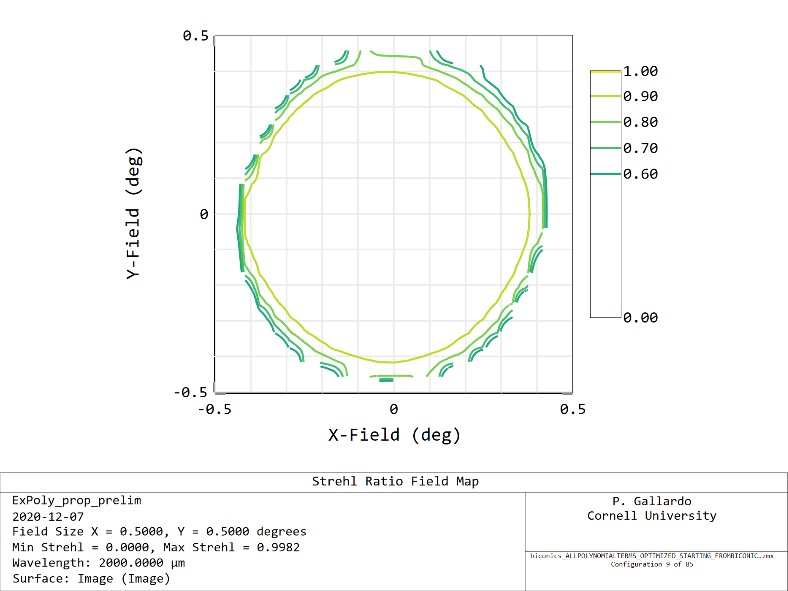 0.5
0
-0.5
Y-Field (deg)
-0.5
0
0.5
X-Field (deg)
1.00
0.90
0.80
0.70
0.60
0.00
Strehl Ratio Field Map
ExPoly_prop_prelim
2020-12-07
Field Size X = 0.5000, Y = 0.5000 degrees
Min Strehl = 0.0000, Max Strehl = 0.9982
Wavelength: 2000.0000 µm
Surface: Image (Image)
P. Gallardo
Cornell University
biconics_ALLPOLYNOMIALTERMS_OPTIMIZED_STARTING_FROMBICONIC.zmx
Configuration 9 of 85